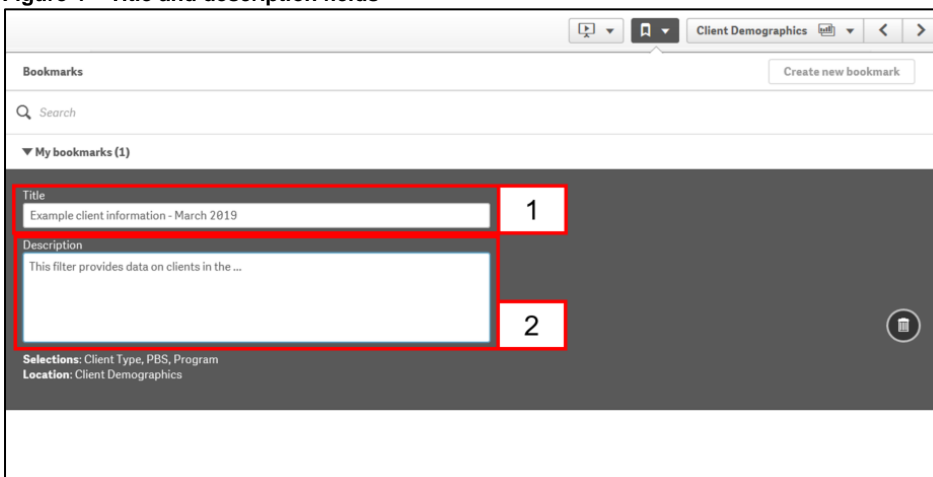 Title and description fields
Client Demographics
Bookmarks
Create new bookmark
Search
My bookmarks (1)
Title
Example client information - March 2019
1
Description
This filter provides data on clients in the ...
2
Selections: Client Type, PBS, Program
Location: Client Demographics